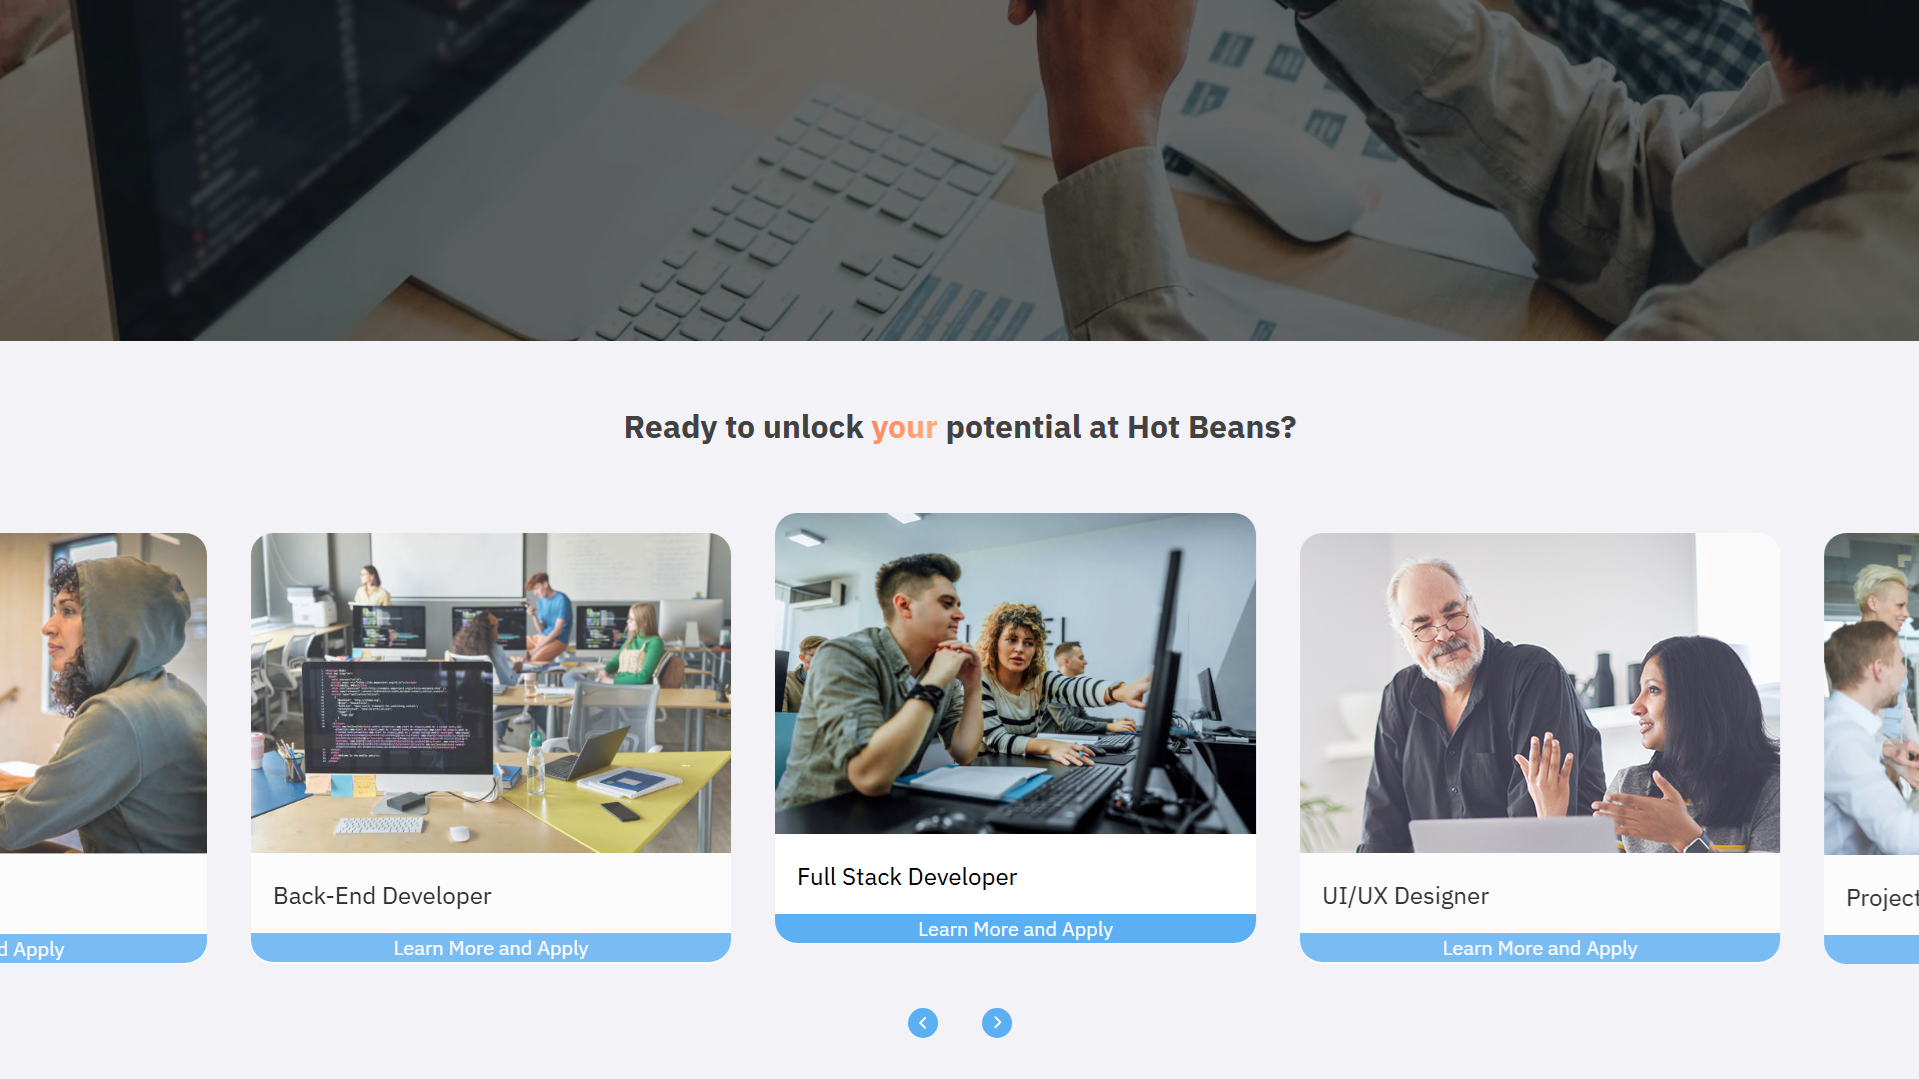 Ready to unlock your potential at Hot Beans?
Back-End Developer
Learn More and Apply
Full Stack Developer
Learn More and Apply
UI/UX Designer
Learn More and Apply
Project
Apply